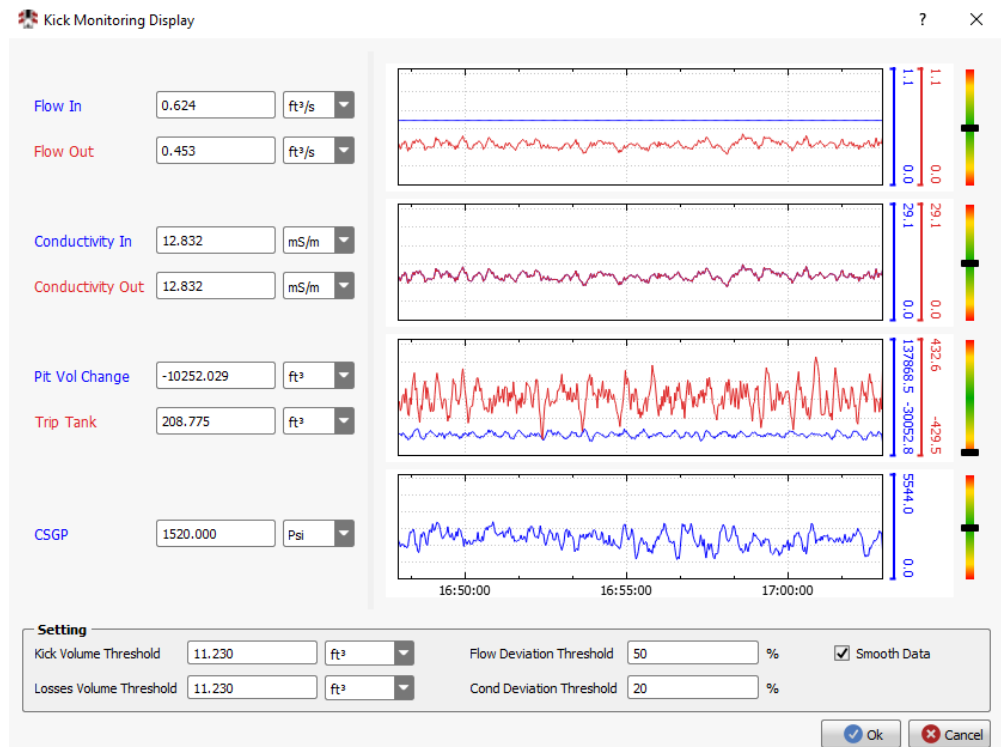 Kick Monitoring Display
?
Flow In 0.624 ft³/s
Flow Out 0.453 ft³/s
1.1 0.0
1.1 0.0
Conductivity In 12.832 mS/m
Conductivity Out 12.832 mS/m
29.1 0.0
29.1 0.0
Pit Vol Change -10252.029 ft³
Trip Tank 208.775 ft³
137868.5 -30052.8
432.6 -429.5
CSGP 1520.000 Psi
5544.0 0.0
16:50:00 16:55:00 17:00:00
Setting
Kick Volume Threshold 11.230 ft³ Flow Deviation Threshold 50 % Smooth Data
Losses Volume Threshold 11.230 ft³ Cond Deviation Threshold 20 %
Ok Cancel